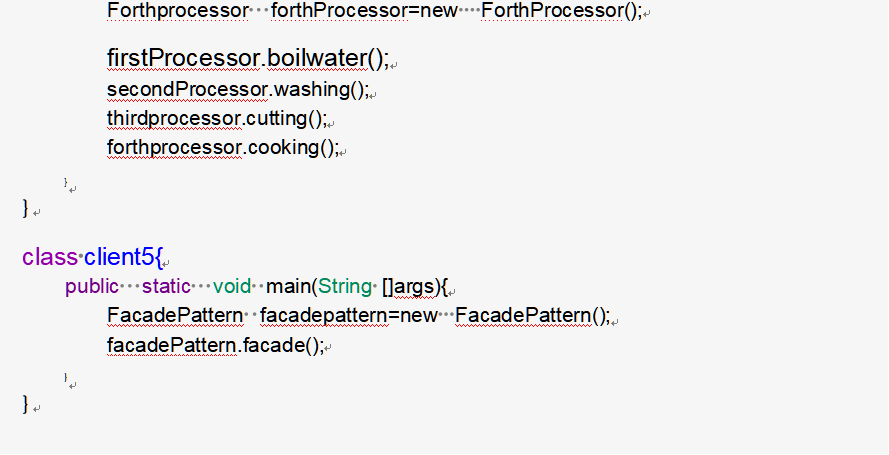 Forthprocessor   forthProcessor=new    ForthProcessor();
firstProcessor.boilwater();
secondProcessor.washing();
thirdprocessor.cutting();
forthprocessor.cooking();
}
}
class client5{
public   static   void  main(String  []args){
FacadePattern  facadepattern=new   FacadePattern();
facadePattern.facade();
}
}